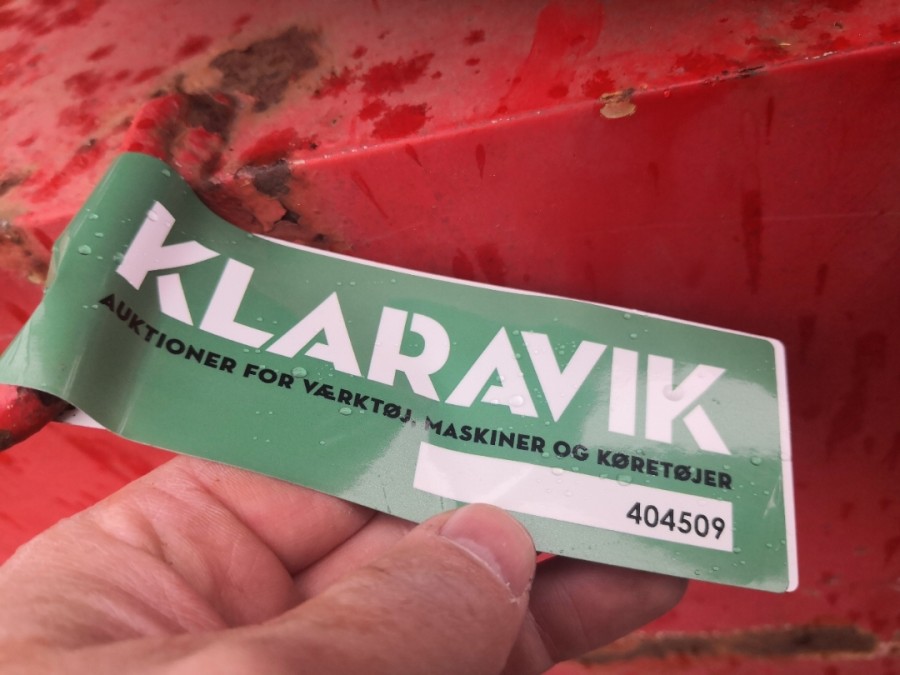 KLARAVIK
AUKTIONER FOR VÆRKTØJ, MASKINER OG KØRETØJER
404509